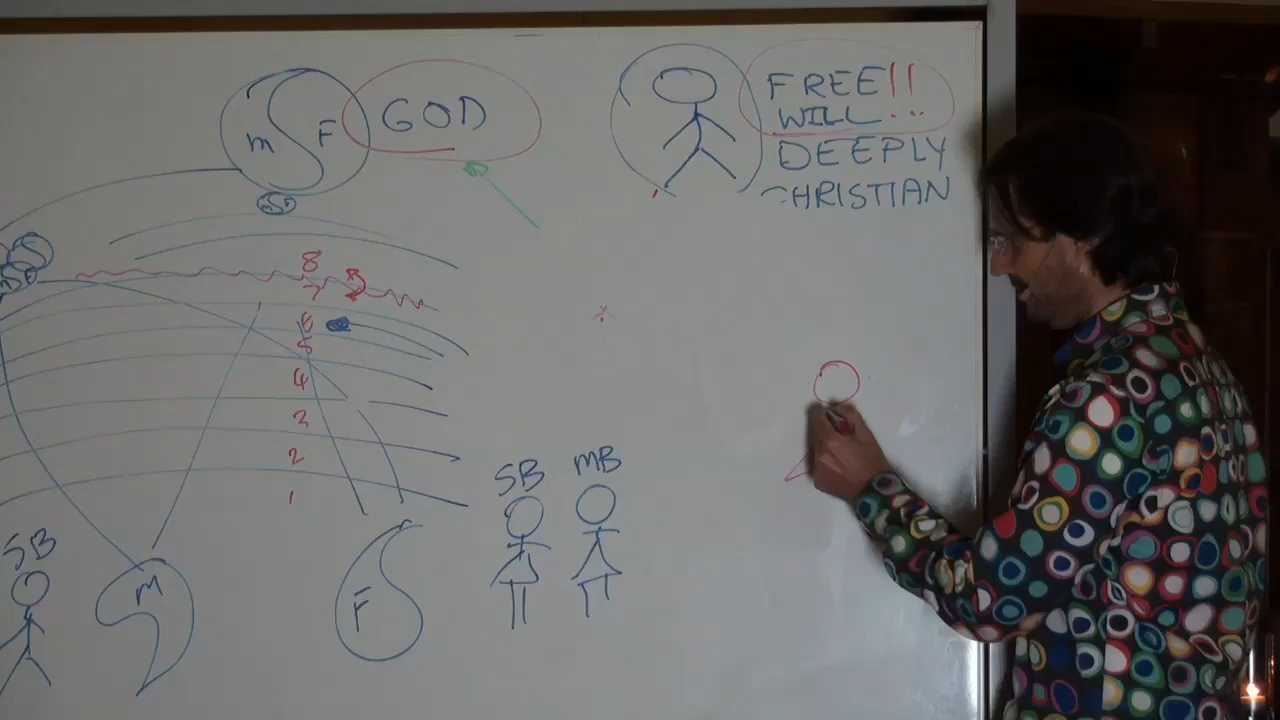 m F GOD
FREE!!
WILL...
DEEPLY
CHRISTIAN
8
7
6
5
4
3
2
1
SB MB
SB
M
F